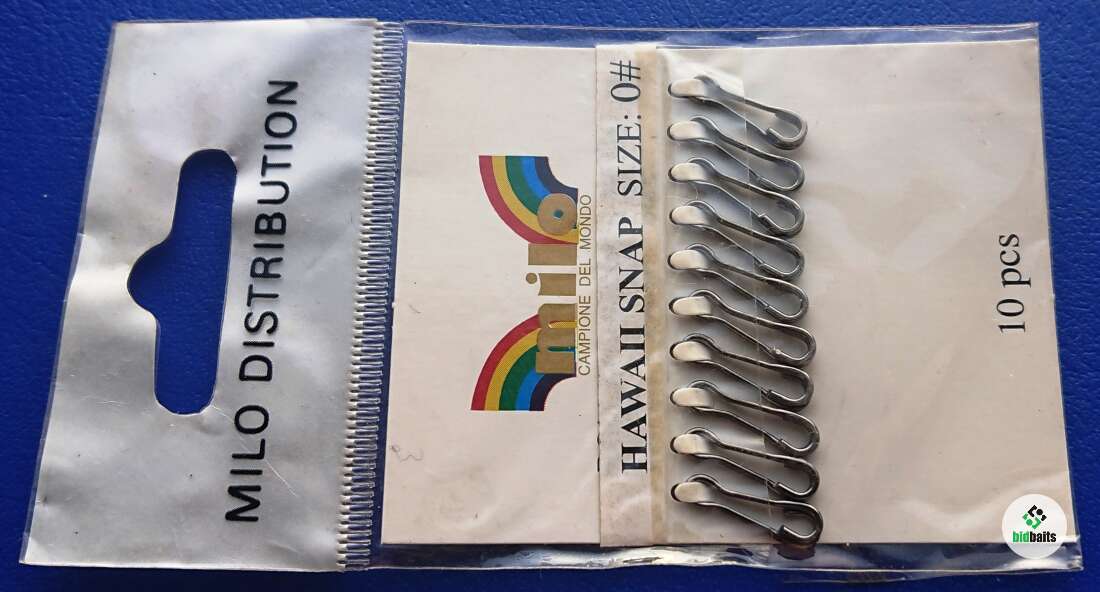 MILO DISTRIBUTION
milo
CAMPIONE DEL MONDO
HAWAII SNAP SIZE: 0#
10 pcs
bidbaits